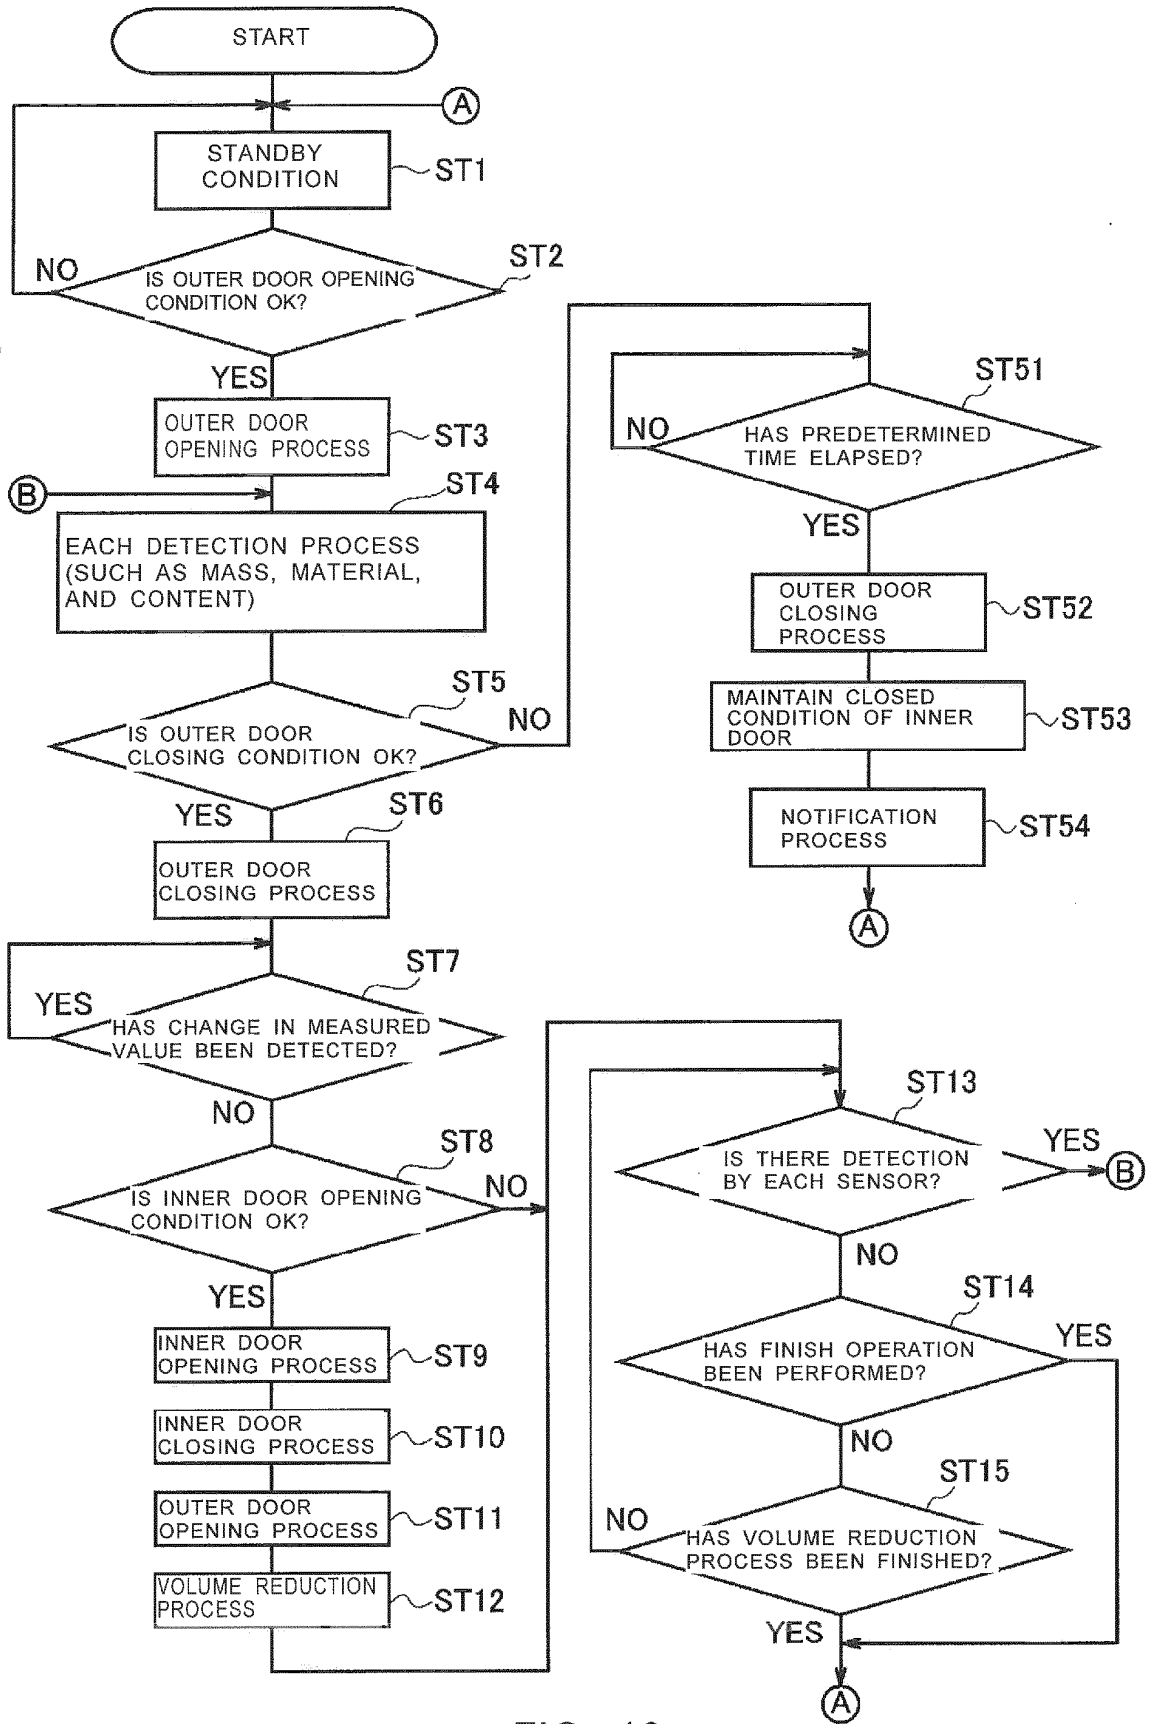 START
A
STANDBY
CONDITION
ST1
NO
IS OUTER DOOR OPENING
CONDITION OK?
ST2
YES
OUTER DOOR
OPENING PROCESS
ST3
B
ST4
EACH DETECTION PROCESS
(SUCH AS MASS, MATERIAL,
AND CONTENT)
ST5
NO
IS OUTER DOOR
CLOSING CONDITION OK?
YES
ST6
OUTER DOOR
CLOSING PROCESS
ST7
YES
HAS CHANGE IN MEASURED
VALUE BEEN DETECTED?
NO
ST8
NO
IS INNER DOOR OPENING
CONDITION OK?
YES
INNER DOOR
OPENING PROCESS
ST9
INNER DOOR
CLOSING PROCESS
ST10
OUTER DOOR
OPENING PROCESS
ST11
VOLUME REDUCTION
PROCESS
ST12
ST51
NO
HAS PREDETERMINED
TIME ELAPSED?
YES
OUTER DOOR
CLOSING
PROCESS
ST52
MAINTAIN CLOSED
CONDITION OF INNER
DOOR
ST53
NOTIFICATION
PROCESS
ST54
A
ST13
YES
IS THERE DETECTION
BY EACH SENSOR?
B
NO
ST14
YES
HAS FINISH OPERATION
BEEN PERFORMED?
NO
ST15
NO
HAS VOLUME REDUCTION
PROCESS BEEN FINISHED?
YES
A